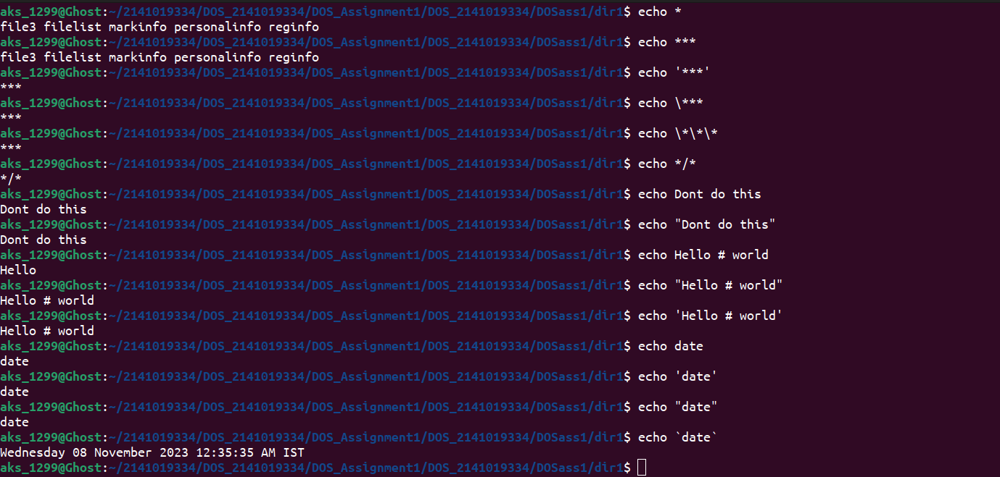 aks_1299@Ghost:~/2141019334/DOS_2141019334/DOS_Assignment1/DOS_2141019334/DOSass1/dir1$ echo *
file3 filelist markinfo personalinfo reginfo
aks_1299@Ghost:~/2141019334/DOS_2141019334/DOS_Assignment1/DOS_2141019334/DOSass1/dir1$ echo ***
file3 filelist markinfo personalinfo reginfo
aks_1299@Ghost:~/2141019334/DOS_2141019334/DOS_Assignment1/DOS_2141019334/DOSass1/dir1$ echo '***'
***
aks_1299@Ghost:~/2141019334/DOS_2141019334/DOS_Assignment1/DOS_2141019334/DOSass1/dir1$ echo \***
***
aks_1299@Ghost:~/2141019334/DOS_2141019334/DOS_Assignment1/DOS_2141019334/DOSass1/dir1$ echo \*\*\*
***
aks_1299@Ghost:~/2141019334/DOS_2141019334/DOS_Assignment1/DOS_2141019334/DOSass1/dir1$ echo */*
*/*
aks_1299@Ghost:~/2141019334/DOS_2141019334/DOS_Assignment1/DOS_2141019334/DOSass1/dir1$ echo Dont do this
Dont do this
aks_1299@Ghost:~/2141019334/DOS_2141019334/DOS_Assignment1/DOS_2141019334/DOSass1/dir1$ echo "Dont do this"
Dont do this
aks_1299@Ghost:~/2141019334/DOS_2141019334/DOS_Assignment1/DOS_2141019334/DOSass1/dir1$ echo Hello # world
Hello
aks_1299@Ghost:~/2141019334/DOS_2141019334/DOS_Assignment1/DOS_2141019334/DOSass1/dir1$ echo "Hello # world"
Hello # world
aks_1299@Ghost:~/2141019334/DOS_2141019334/DOS_Assignment1/DOS_2141019334/DOSass1/dir1$ echo 'Hello # world'
Hello # world
aks_1299@Ghost:~/2141019334/DOS_2141019334/DOS_Assignment1/DOS_2141019334/DOSass1/dir1$ echo date
date
aks_1299@Ghost:~/2141019334/DOS_2141019334/DOS_Assignment1/DOS_2141019334/DOSass1/dir1$ echo 'date'
date
aks_1299@Ghost:~/2141019334/DOS_2141019334/DOS_Assignment1/DOS_2141019334/DOSass1/dir1$ echo "date"
date
aks_1299@Ghost:~/2141019334/DOS_2141019334/DOS_Assignment1/DOS_2141019334/DOSass1/dir1$ echo `date`
Wednesday 08 November 2023 12:35:35 AM IST
aks_1299@Ghost:~/2141019334/DOS_2141019334/DOS_Assignment1/DOS_2141019334/DOSass1/dir1$